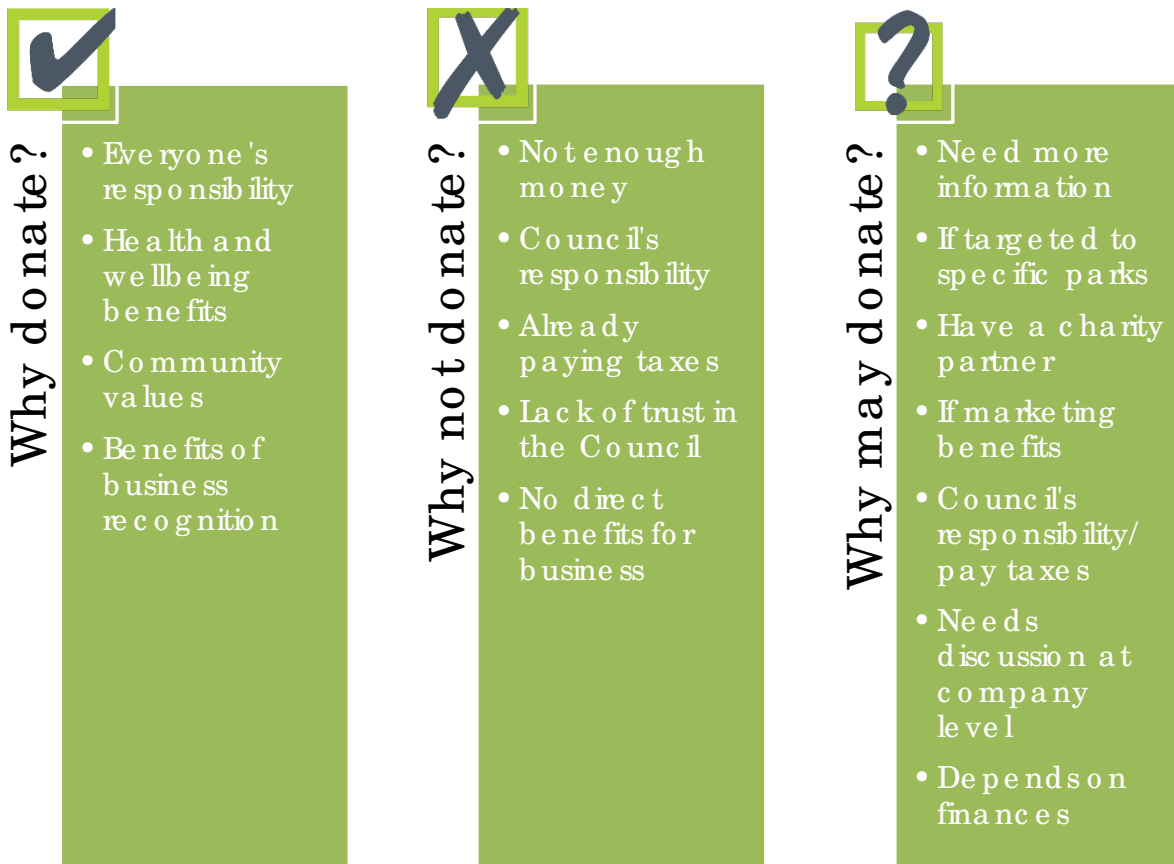 Why donate?
• Everyone's
responsibility
• Health and
wellbeing
benefits
• Community
values
• Benefits of
business
recognition
Why not donate?
• Not enough
money
• Council's
responsibility
• Already
paying taxes
• Lack of trust in
the Council
• No direct
benefits for
business
Why may donate?
• Need more
information
• If targeted to
specific parks
• Have a charity
partner
• If marketing
benefits
• Council's
responsibility/
pay taxes
• Needs
discussion at
company
level
• Depends on
finances